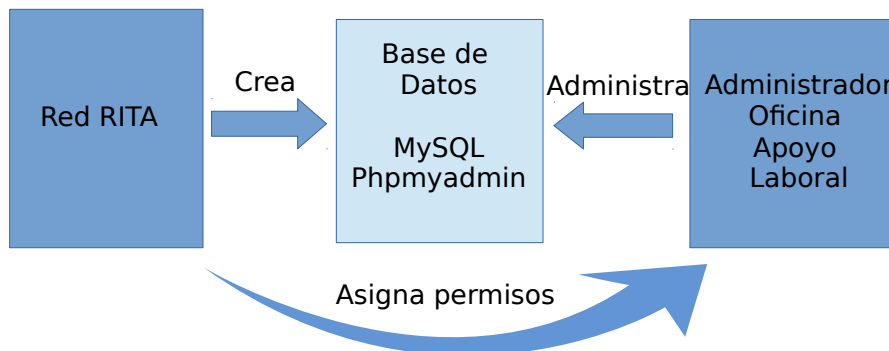 Red RITA
Crea
Base de
Datos
MySQL
Phpmyadmin
Administra
Administrador
Oficina
Apoyo
Laboral
Asigna permisos